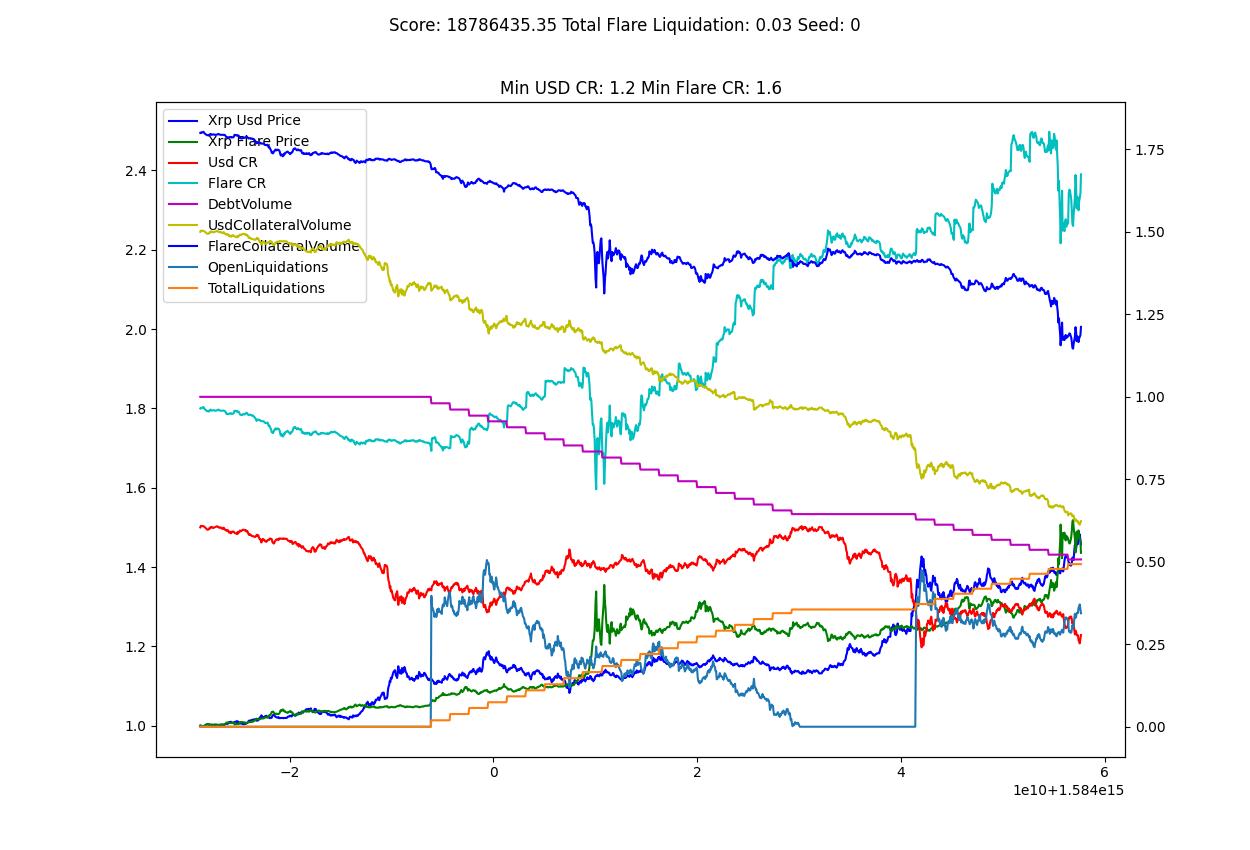 Score: 18786435.35 Total Flare Liquidation: 0.03 Seed: 0
Min USD CR: 1.2 Min Flare CR: 1.6
Xrp Usd Price
Xrp Flare Price
Usd CR
Flare CR
DebtVolume
UsdCollateralVolume
FlareCollateralVolume
OpenLiquidations
TotalLiquidations
2.4
2.2
2.0
1.8
1.6
1.4
1.2
1.0
1.75
1.50
1.25
1.00
0.75
0.50
0.25
0.00
−2 0 2 4 6
1e10+1.584e15